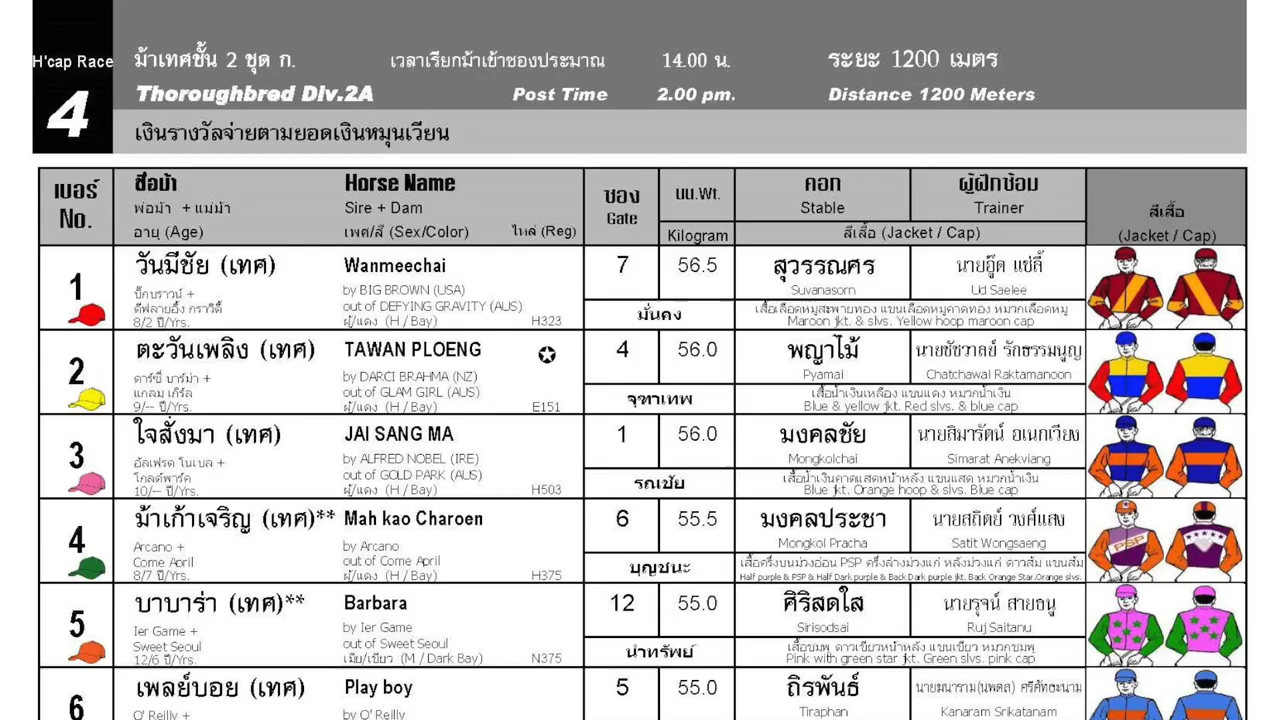 H'cap Race
4
ม้าเทศชั้น 2 ชุด ก. เวลาเรียกม้าเข้าซองประมาณ 14.00 น. ระยะ 1200 เมตร
Thoroughbred Div.2A Post Time 2.00 pm. Distance 1200 Meters
เงินรางวัลจ่ายตามยอดเงินหมุนเวียน
เบอร์ ชื่อม้า Horse Name ซอง นน.Wt. คอก ผู้ฝึกซ้อม สีเสื้อ
No. พ่อม้า + แม่ม้า Sire + Dam Gate Stable Trainer
อายุ (Age) เพศ/สี (Sex/Color) ไหล่ (Reg) Kilogram สีเสื้อ (Jacket / Cap) (Jacket / Cap)
1 วันมีชัย (เทศ) Wanmeechai 7 56.5 สุวรรณศร นายอู๊ด แซ่ลี้
บิ๊กบราวน์ + by BIG BROWN (USA) Suvanasorn Ud Saelee
ดีฟลายอิ้ง กราวิตี้ out of DEFYING GRAVITY (AUS) มั่นคง เสื้อเลือดหมูสะพายทอง แขนเลือดหมูคาดทอง หมวกเลือดหมู
8/2 ปี/Yrs. ผู้/แดง (H / Bay) H323 Maroon jkt. & slvs. Yellow hoop maroon cap
2 ตะวันเพลิง (เทศ) TAWAN PLOENG 4 56.0 พญาไม้ นายชัชวาลย์ รักธรรมนูญ
ดาร์ซี่ บาร์ม่า + by DARCI BRAHMA (NZ) Pyamai Chatchawal Raktamanoon
แกลม เกิร์ล out of GLAM GIRL (AUS) จุฑาเทพ เสื้อน้ำเงินเหลือง แขนแดง หมวกน้ำเงิน
9/-- ปี/Yrs. ผู้/แดง (H / Bay) E151 Blue & yellow jkt. Red slvs. & blue cap
3 ใจสั่งมา (เทศ) JAI SANG MA 1 56.0 มงคลชัย นายสิมารัตน์ อเนกเวียง
อัลเฟรด โนเบล + by ALFRED NOBEL (IRE) Mongkolchai Simarat Anekviang
โกลด์พาร์ค out of GOLD PARK (AUS) รณชัย เสื้อน้ำเงินคาดแสดหน้าหลัง แขนแสด หมวกน้ำเงิน
10/-- ปี/Yrs. ผู้/แดง (H / Bay) H503 Blue jkt. Orange hoop & slvs. Blue cap
4 ม้าเก้าเจริญ (เทศ)** Mah kao Charoen 6 55.5 มงคลประชา นายสถิตย์ วงศ์แสง
Arcano + by Arcano Mongkol Pracha Satit Wongsaeng PSP
Come April out of Come April บุญชนะ เสื้อครึ่งบนม่วงอ่อน PSP ครึ่งล่างม่วงแก่ หลังม่วงแก่ ดาวส้ม แขนส้ม
8/7 ปี/Yrs. ผู้/แดง (H / Bay) H375 Half purple & PSP & Half Dark purple & Back Dark purple jkt. Back Orange Star.Orange slvs.
5 บาบาร่า (เทศ)** Barbara 12 55.0 ศิริสดใส นายรุจน์ สายธนู
Ier Game + by Ier Game Sirisodsai Ruj Saitanu
Sweet Seoul out of Sweet Seoul นำทรัพย์ เสื้อชมพู ดาวเขียวหน้าหลัง แขนเขียว หมวกชมพู
12/6 ปี/Yrs. เมีย/เขียว (M / Dark Bay) N375 Pink with green star jkt. Green slvs. pink cap
6 เพลย์บอย (เทศ) Play boy 5 55.0 ถิรพันธ์ นายฆนาราม(นพดล) ศรีคัทธะนาม
O' Reilly + by O' Reilly Tiraphan Kanaram Srikatanam